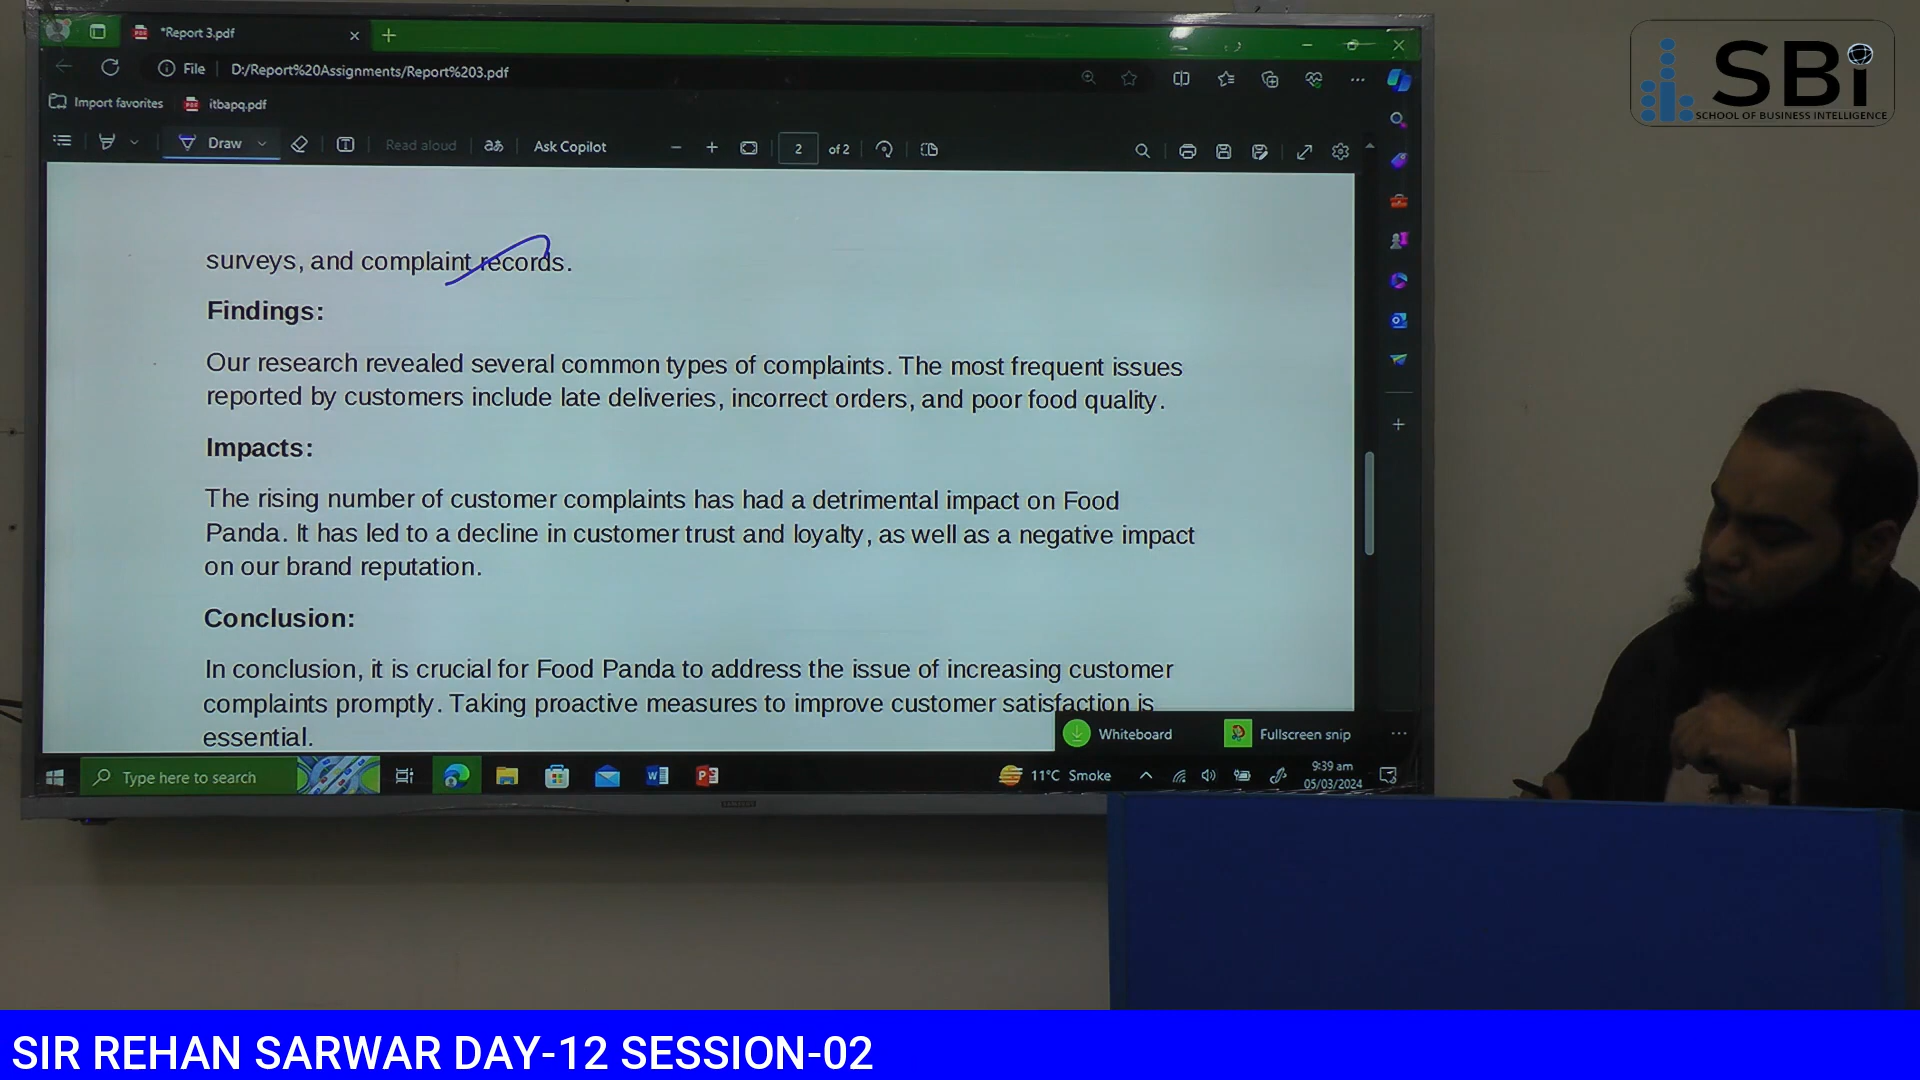 *Report 3.pdf
File D:/Report%20Assignments/Report%203.pdf
Import favorites itbapq.pdf
Draw Read aloud aあ Ask Copilot 2 of 2
surveys, and complaint records.
Findings:
Our research revealed several common types of complaints. The most frequent issues
reported by customers include late deliveries, incorrect orders, and poor food quality.
Impacts:
The rising number of customer complaints has had a detrimental impact on Food
Panda. It has led to a decline in customer trust and loyalty, as well as a negative impact
on our brand reputation.
Conclusion:
In conclusion, it is crucial for Food Panda to address the issue of increasing customer
complaints promptly. Taking proactive measures to improve customer satisfaction is
essential.
Whiteboard Fullscreen snip
Type here to search 11°C Smoke 9:39 am
05/03/2024
SBi
SCHOOL OF BUSINESS INTELLIGENCE
SIR REHAN SARWAR DAY-12 SESSION-02